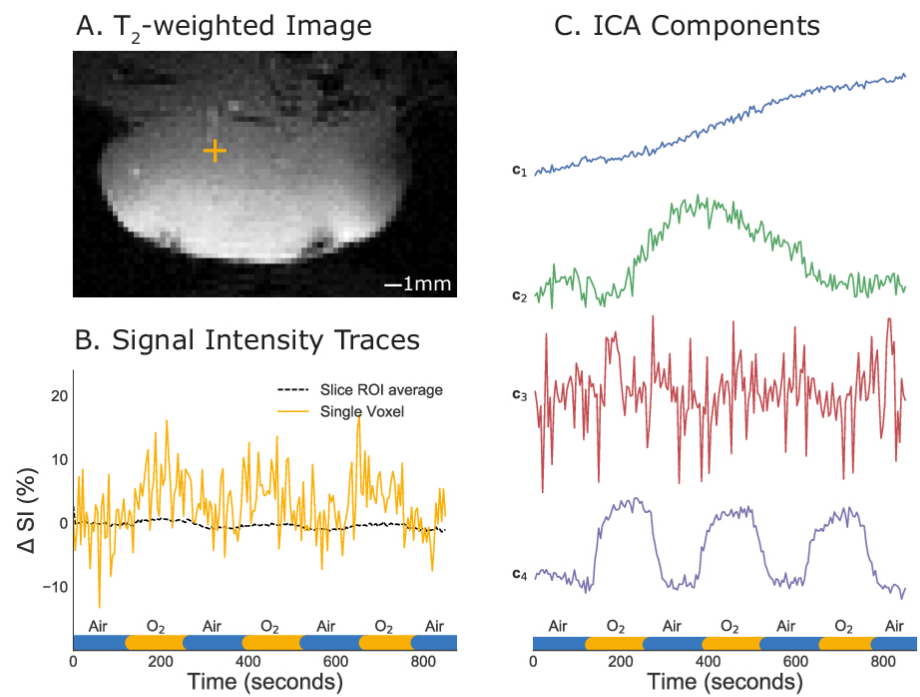 A. T₂-weighted Image
1mm
B. Signal Intensity Traces
20
10
0
−10
Δ SI (%)
Slice ROI average
Single Voxel
Air O₂ Air O₂ Air O₂ Air
0 200 400 600 800
Time (seconds)
C. ICA Components
c₁
c₂
c₃
c₄
Air O₂ Air O₂ Air O₂ Air
0 200 400 600 800
Time (seconds)